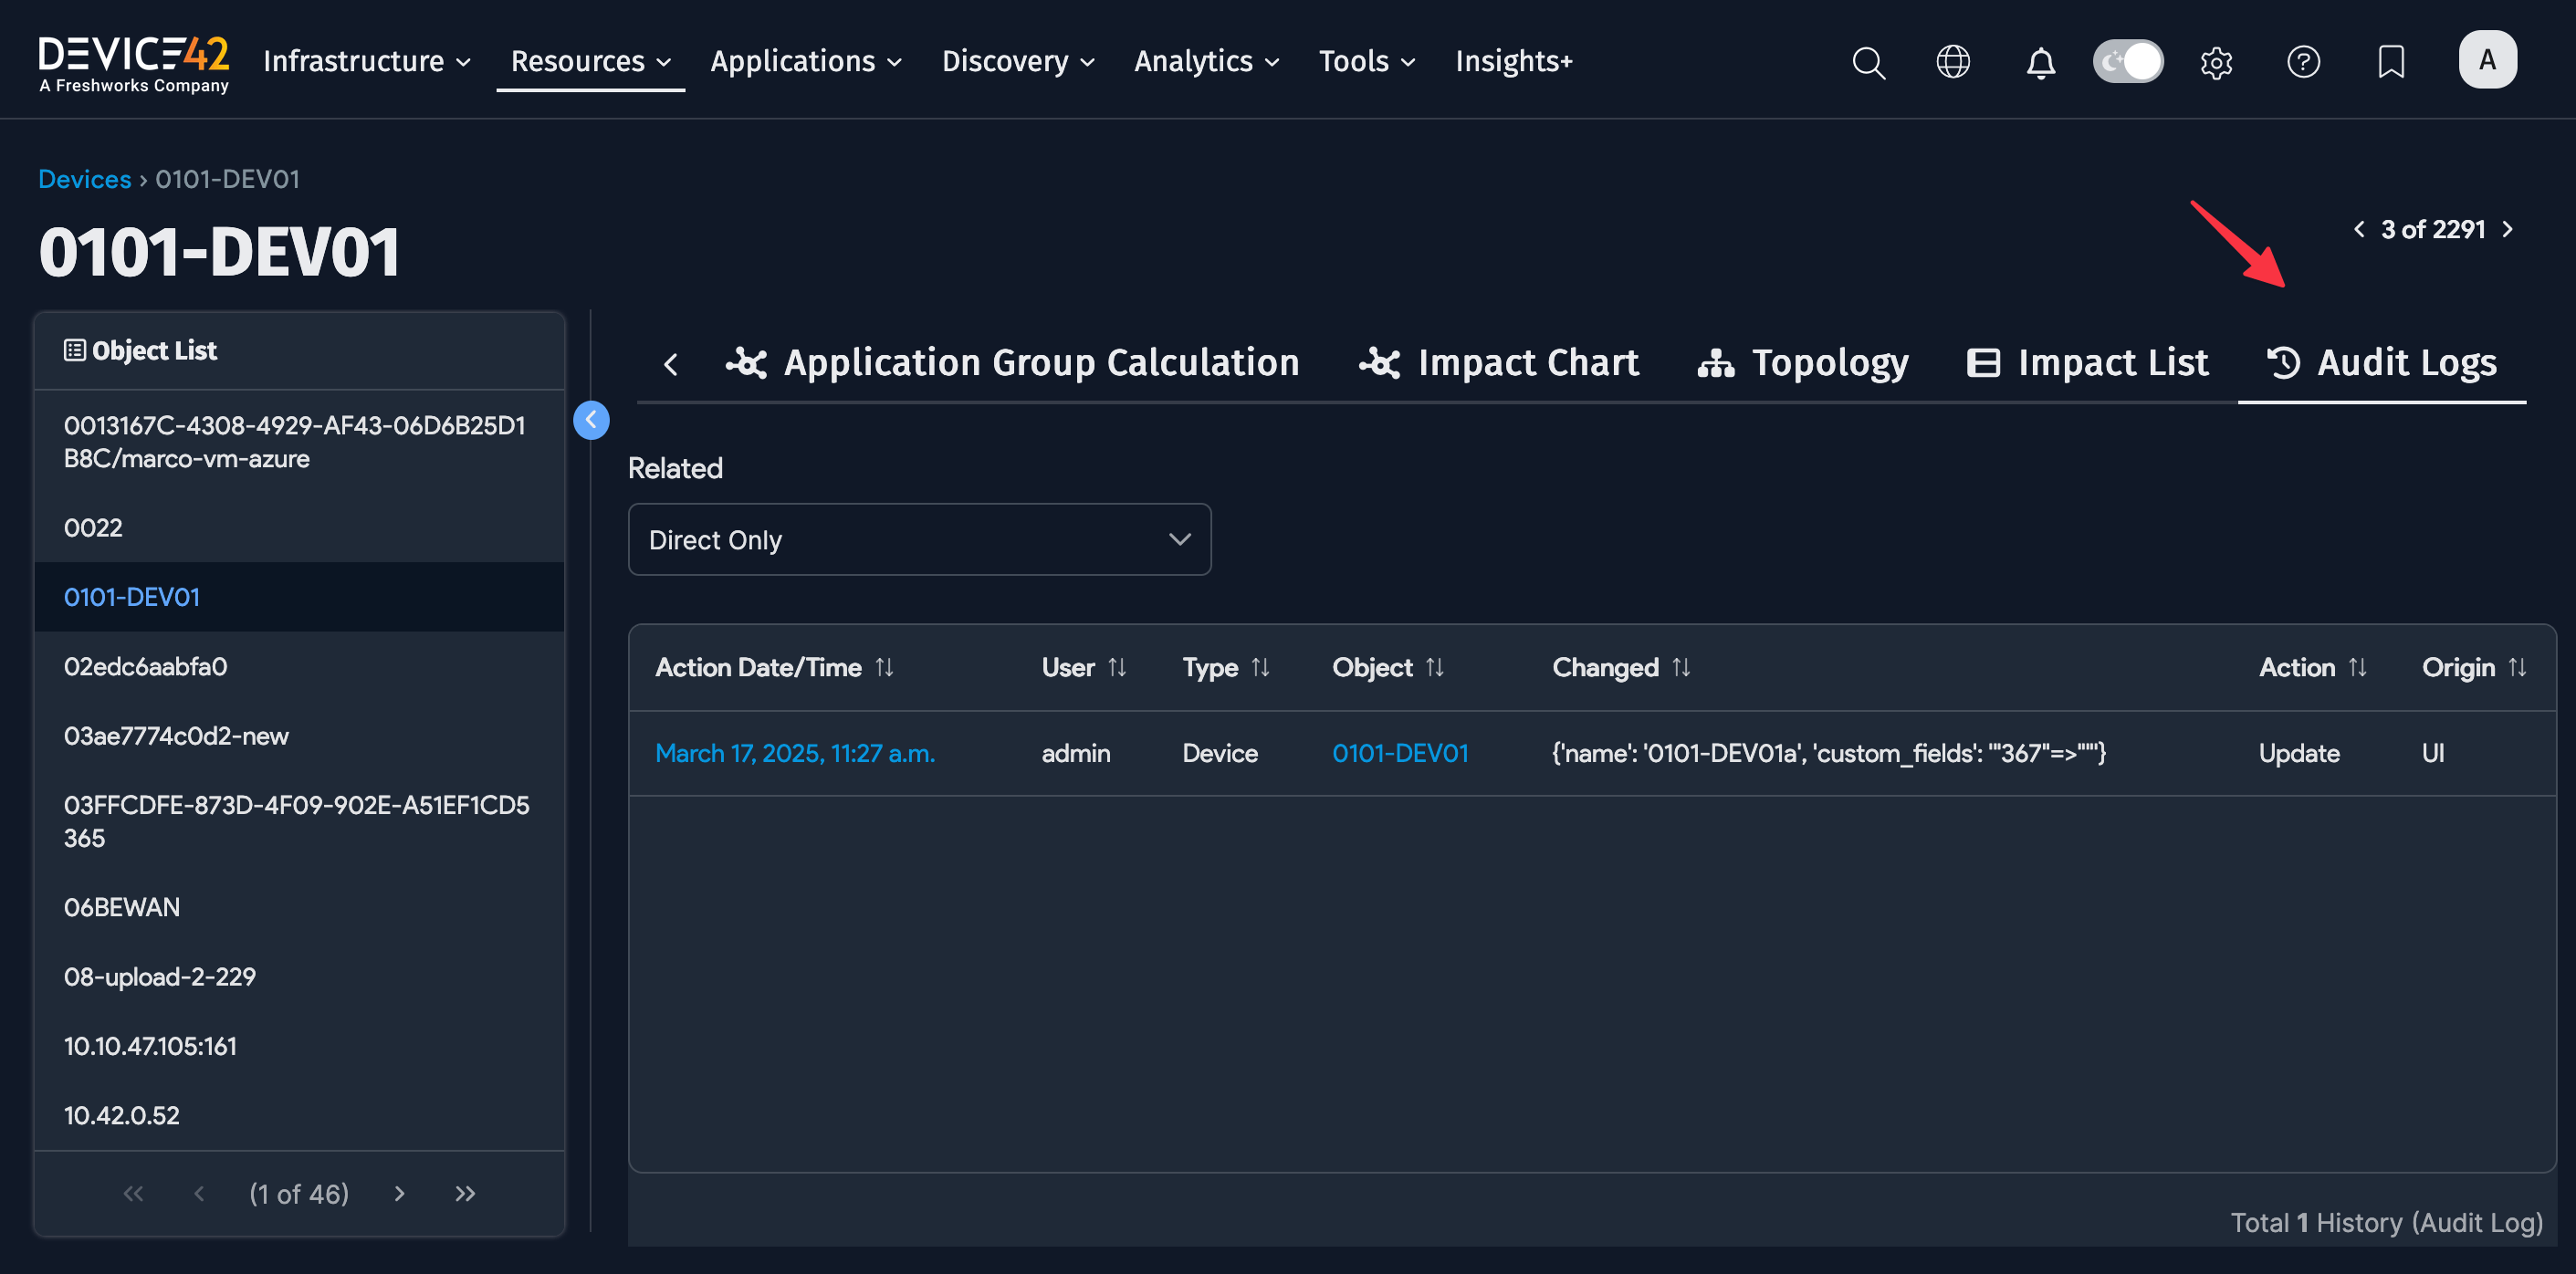 DEVICE42
A Freshworks Company
Infrastructure
Resources
Applications
Discovery
Analytics
Tools
Insights+
A
Devices › 0101-DEV01
0101-DEV01
3 of 2291
Object List
0013167C-4308-4929-AF43-06D6B25D1
B8C/marco-vm-azure
0022
0101-DEV01
02edc6aabfa0
03ae7774c0d2-new
03FFCDFE-873D-4F09-902E-A51EF1CD5
365
06BEWAN
08-upload-2-229
10.10.47.105:161
10.42.0.52
(1 of 46)
Application Group Calculation
Impact Chart
Topology
Impact List
Audit Logs
Related
Direct Only
Action Date/Time User Type Object Changed Action Origin
March 17, 2025, 11:27 a.m. admin Device 0101-DEV01 {'name': '0101-DEV01a', 'custom_fields': '"367"=>""'} Update UI
Total 1 History (Audit Log)